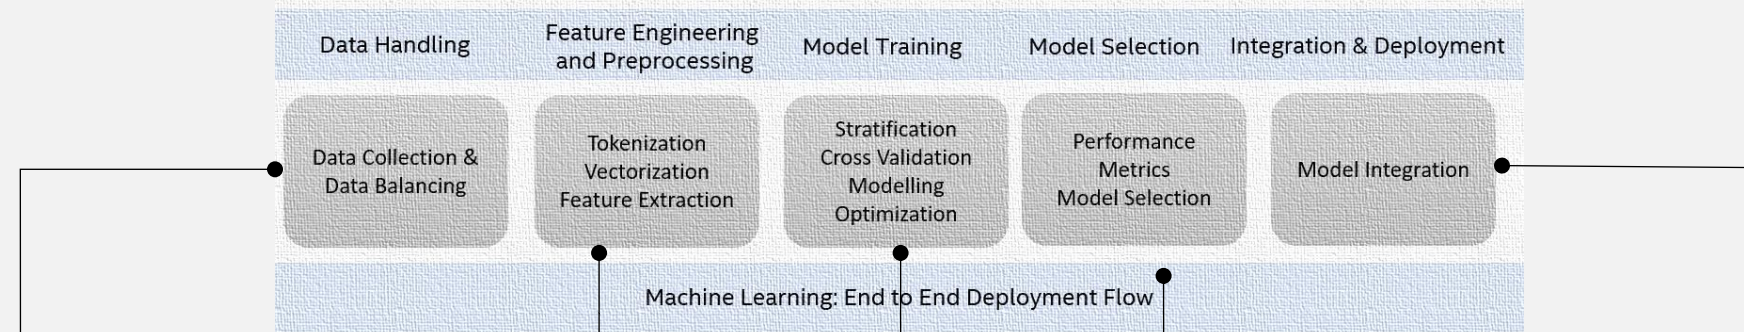 Data Handling
Feature Engineering
and Preprocessing
Model Training
Model Selection
Integration & Deployment
Data Collection &
Data Balancing
Tokenization
Vectorization
Feature Extraction
Stratification
Cross Validation
Modelling
Optimization
Performance
Metrics
Model Selection
Model Integration
Machine Learning: End to End Deployment Flow